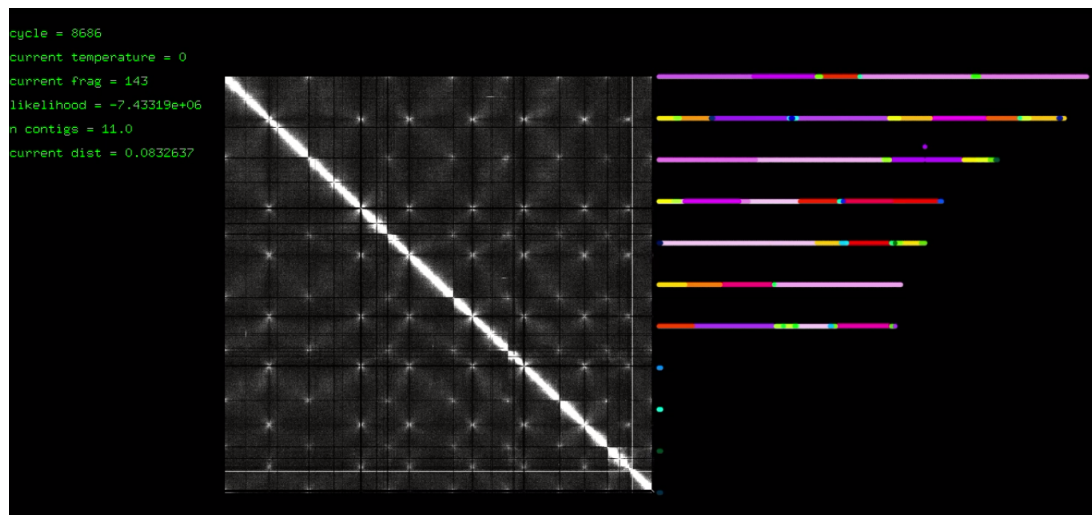 cycle = 8686
current temperature = 0
current frag = 143
likelihood = -7.43319e+06
n contigs = 11.0
current dist = 0.0832637